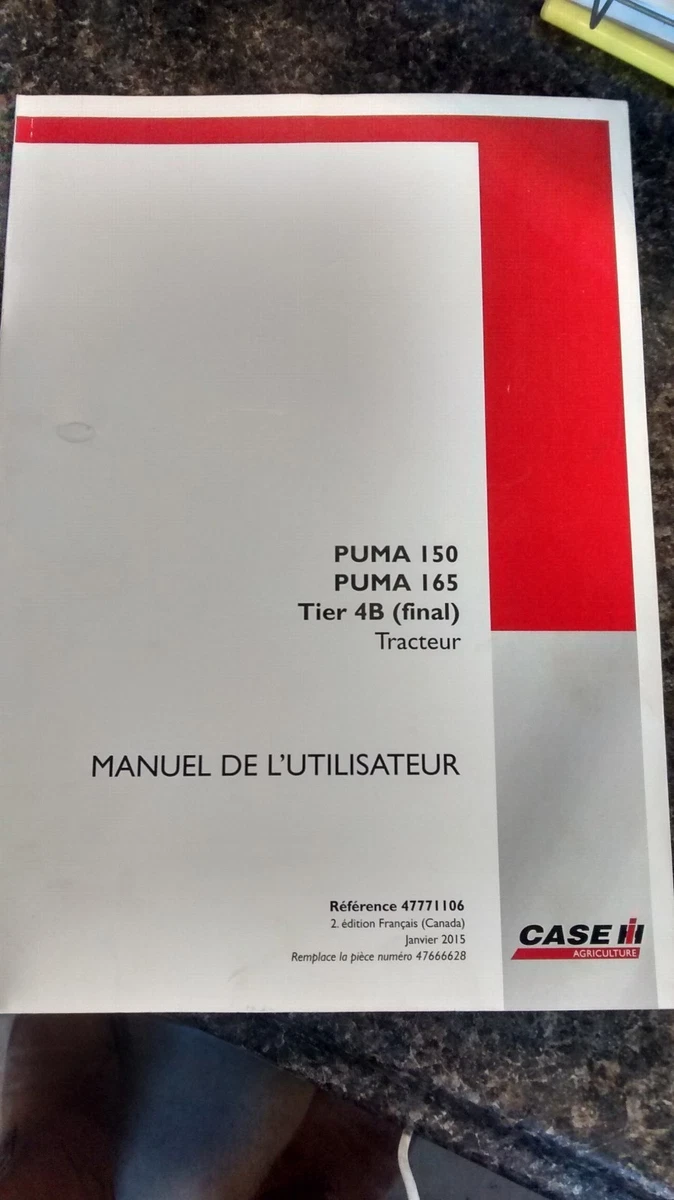 PUMA 150
PUMA 165
Tier 4B (final)
Tracteur
MANUEL DE L'UTILISATEUR
Référence 47771106
2. édition Français (Canada)
Janvier 2015
Remplace la pièce numéro 47666628
CASE IH
AGRICULTURE